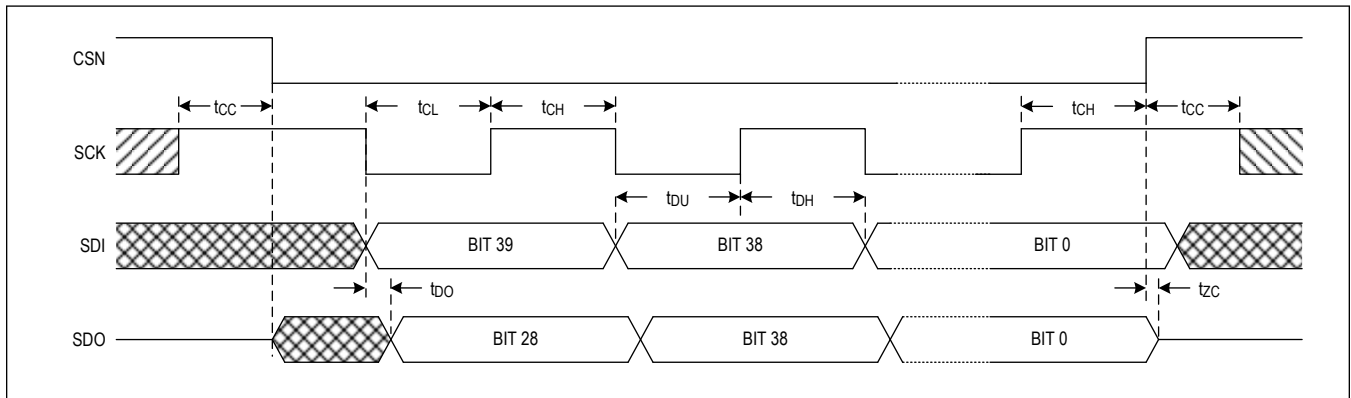 CSN
tCC tCL tCH tCH tCC
SCK
tDU tDH
SDI BIT 39 BIT 38 BIT 0
tDO tZC
SDO BIT 28 BIT 38 BIT 0